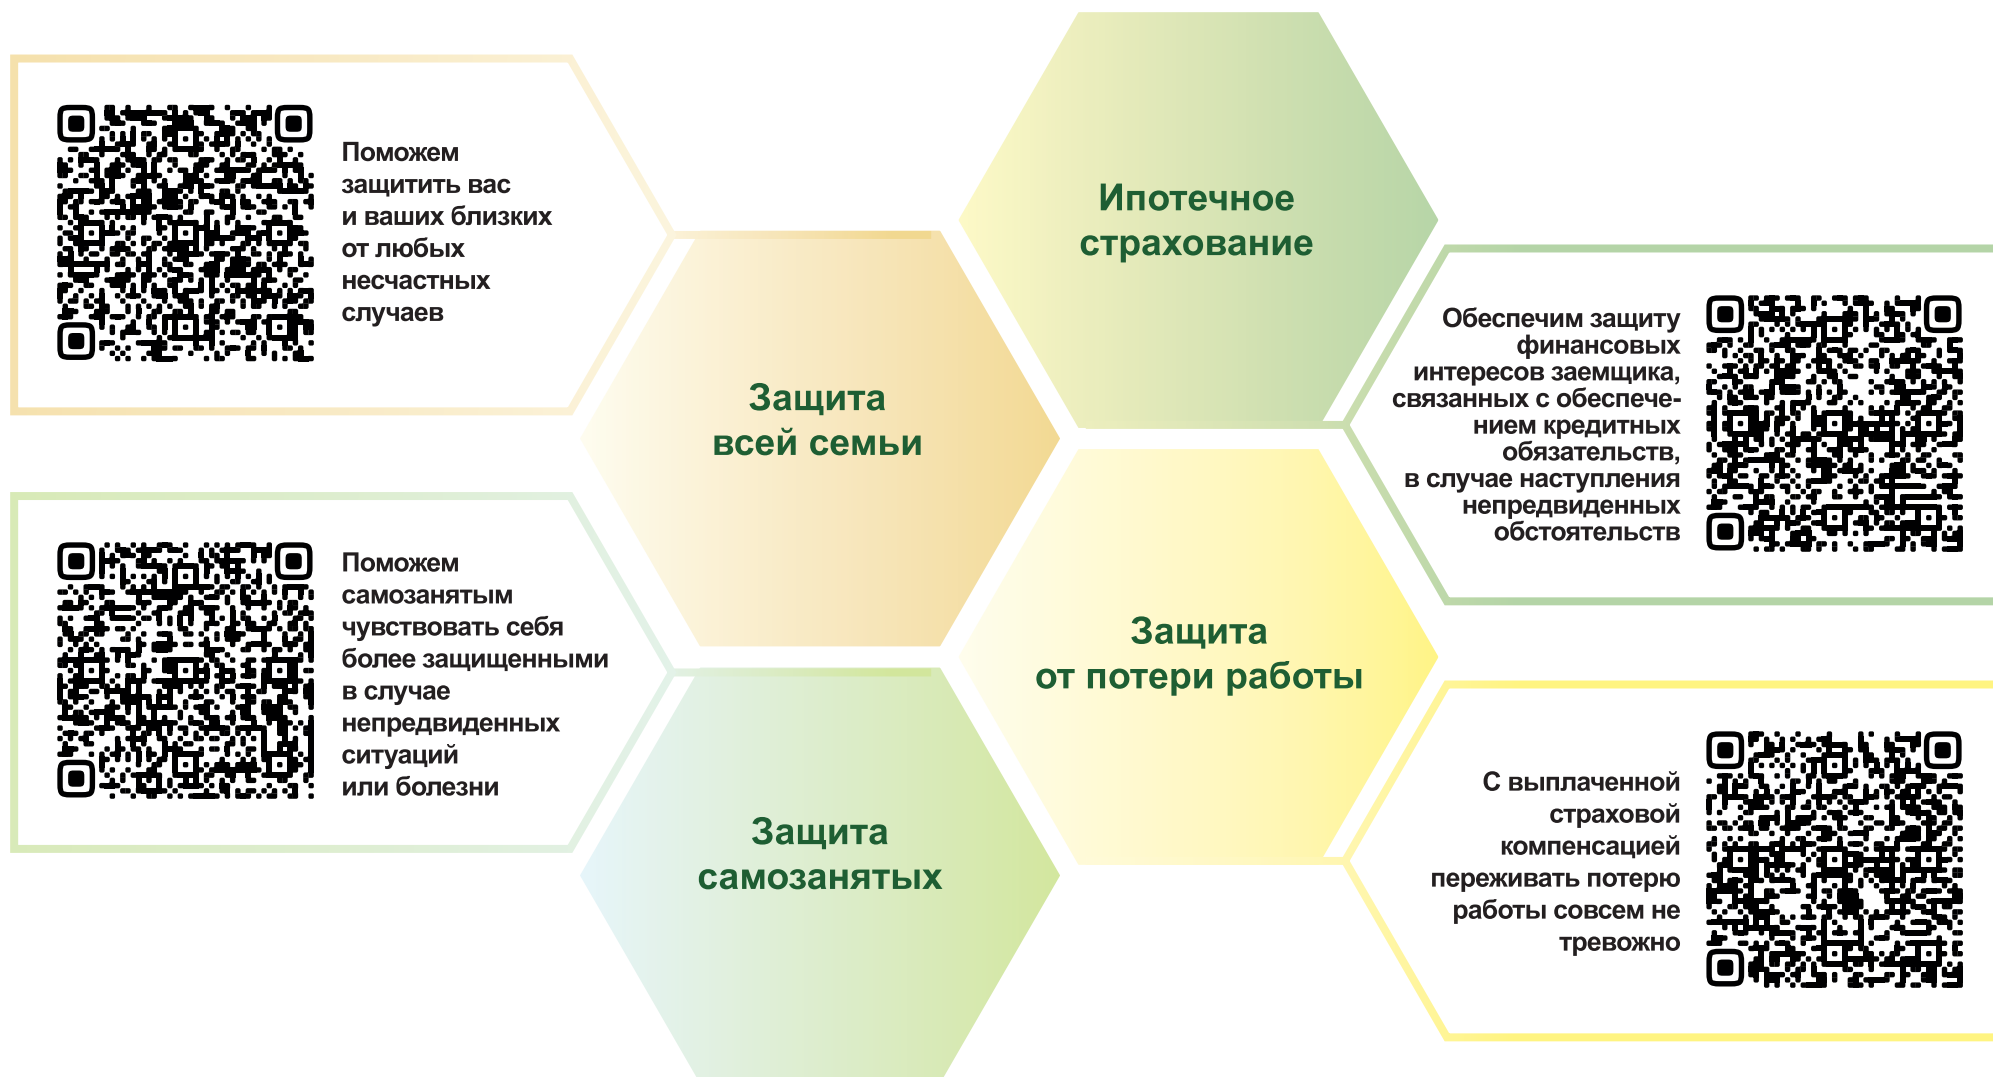 Поможем
защитить вас
и ваших близких
от любых
несчастных
случаев
Защита
всей семьи
Ипотечное
страхование
Обеспечим защиту
финансовых
интересов заемщика,
связанных с обеспече-
нием кредитных
обязательств,
в случае наступления
непредвиденных
обстоятельств
Поможем
самозанятым
чувствовать себя
более защищенными
в случае
непредвиденных
ситуаций
или болезни
Защита
самозанятых
Защита
от потери работы
С выплаченной
страховой
компенсацией
переживать потерю
работы совсем не
тревожно